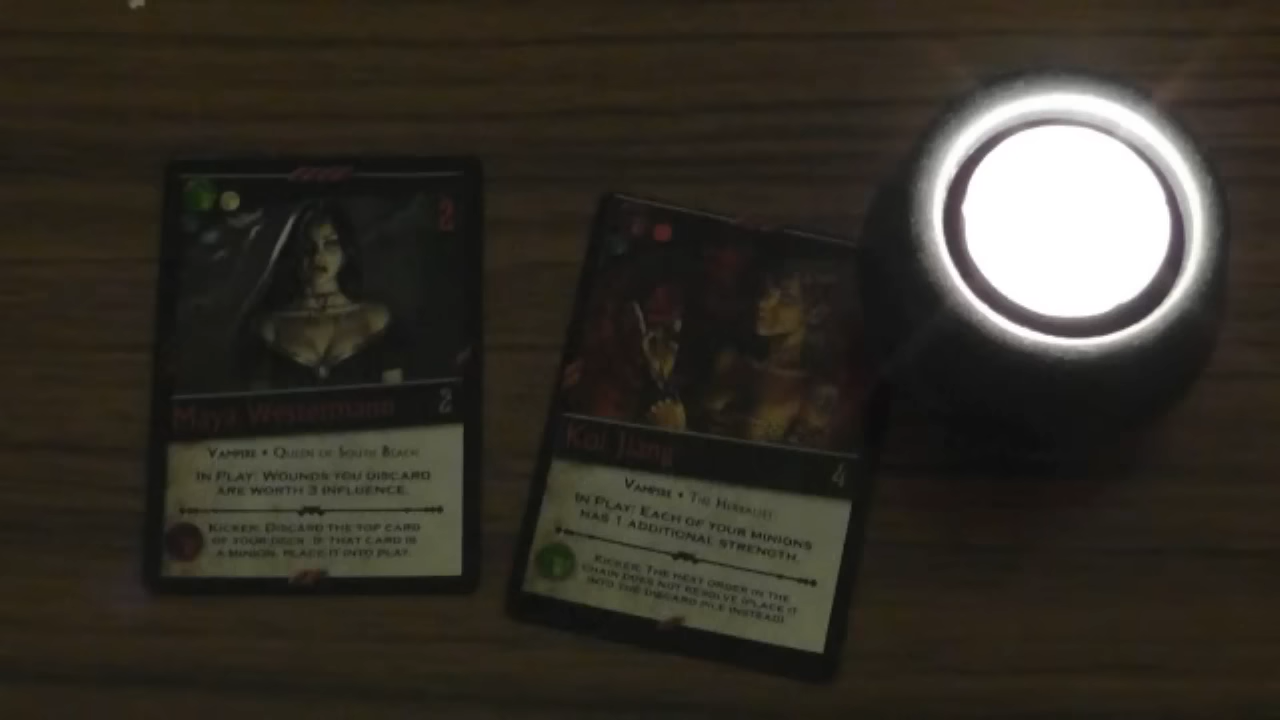 2
Maya Westermann
2
VAMPIRE • QUEEN OF SOUTH BEACH
IN PLAY: WOUNDS YOU DISCARD
ARE WORTH 3 INFLUENCE.
KICKER: DISCARD THE TOP CARD
OF YOUR DECK. IF THAT CARD IS
A MINION, PLACE IT INTO PLAY.
Kai Jiang
4
VAMPIRE • THE HERBALIST
IN PLAY: EACH OF YOUR MINIONS
HAS 1 ADDITIONAL STRENGTH.
KICKER: THE NEXT ORDER IN THE
CHAIN DOES NOT RESOLVE (PLACE IT
INTO THE DISCARD PILE INSTEAD)